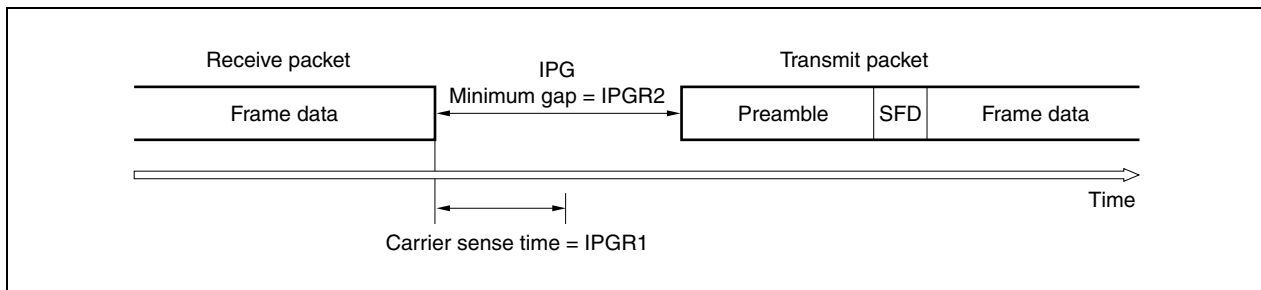 Receive packet
IPG
Minimum gap = IPGR2
Transmit packet
Frame data
Preamble
SFD
Frame data
Time
Carrier sense time = IPGR1